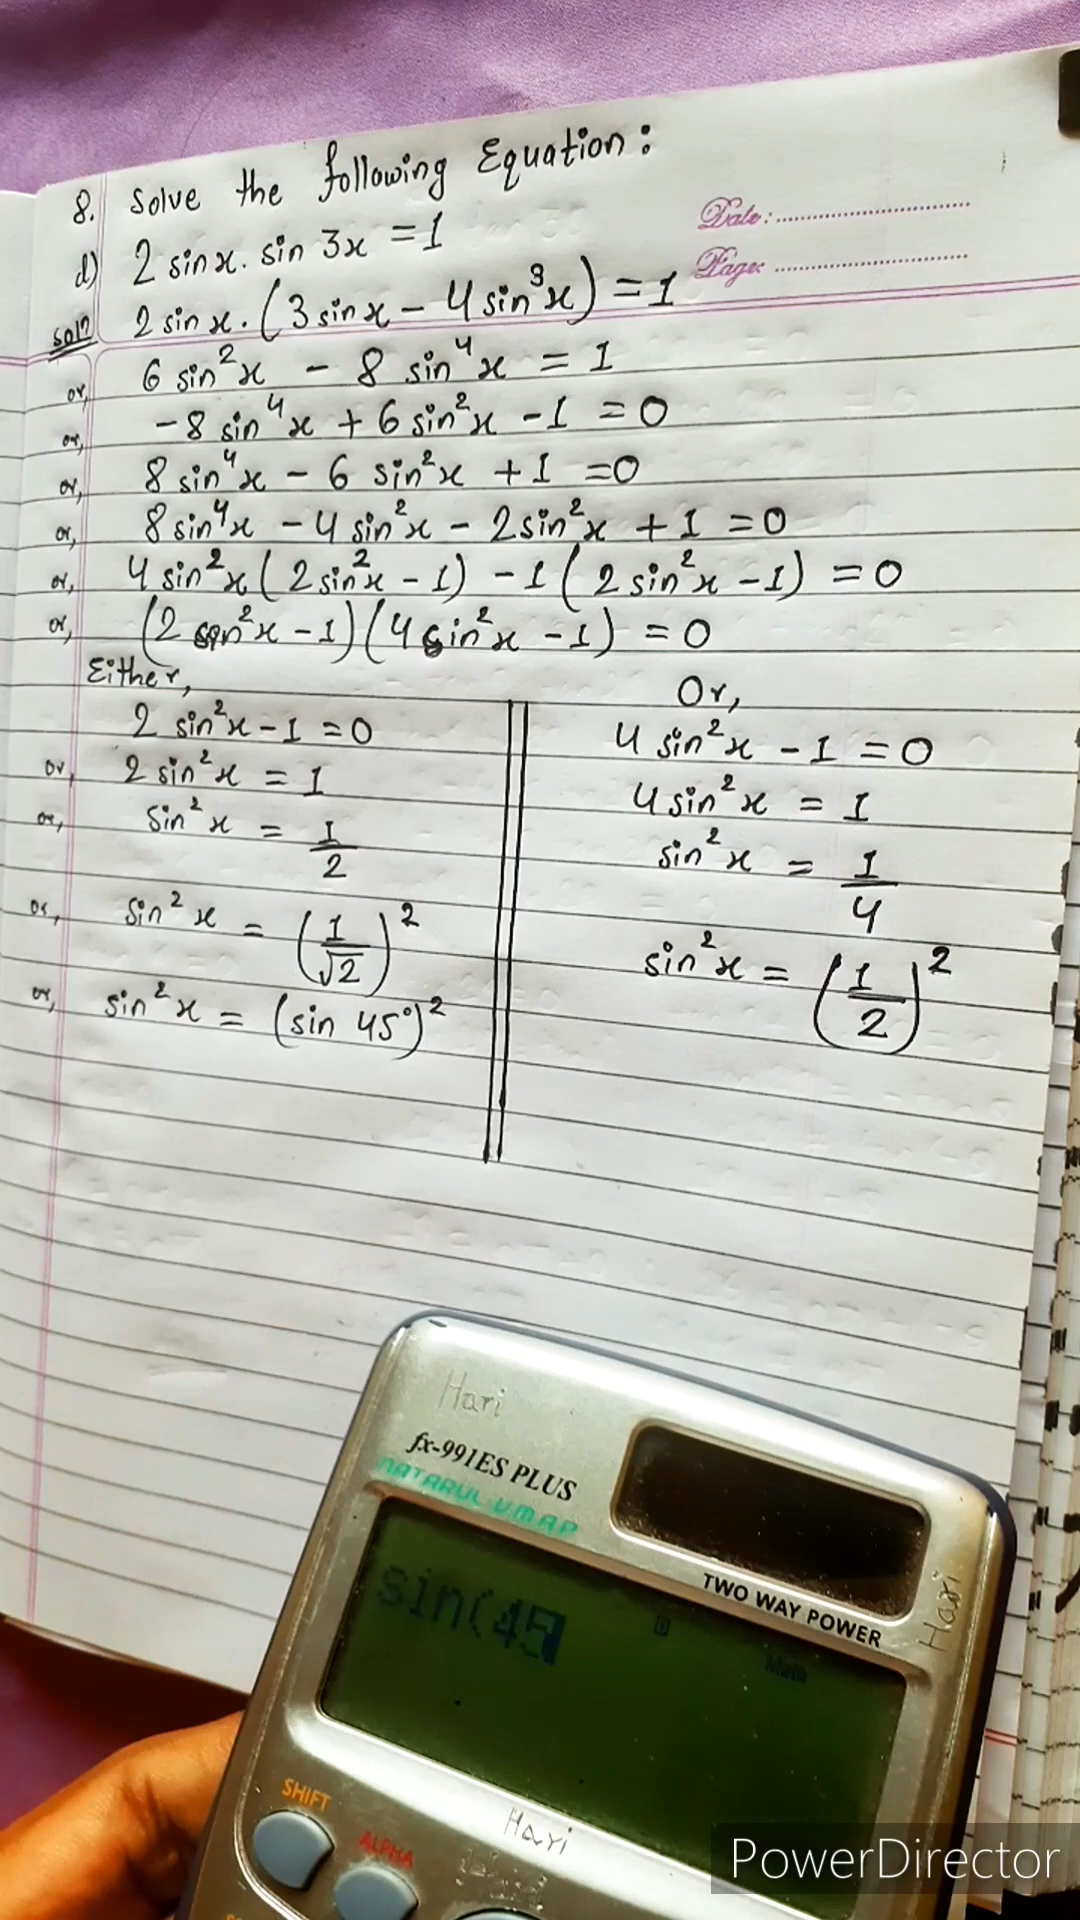 8. Solve the following Equation:
d) 2 sin x. sin 3x = 1
Date:
soln 2 sin x. (3 sin x - 4 sin³x) = 1
Page:
or, 6 sin²x - 8 sin⁴x = 1
or, -8 sin⁴x + 6 sin²x - 1 = 0
or, 8 sin⁴x - 6 sin²x + 1 = 0
or, 8 sin⁴x - 4 sin²x - 2 sin²x + 1 = 0
or, 4 sin²x (2 sin²x - 1) - 1 (2 sin²x - 1) = 0
or, (2 sin²x - 1)(4 sin²x - 1) = 0
Either,
2 sin²x - 1 = 0
or, 2 sin²x = 1
or, sin²x = 1/2
or, sin²x = (1/√2)²
or, sin²x = (sin 45°)²
Or,
4 sin²x - 1 = 0
4 sin²x = 1
sin²x = 1/4
sin²x = (1/2)²
Hari
fx-991ES PLUS
NATARUL V.M A.P
TWO WAY POWER
Hari
sin(45
D
Math
Hari
SHIFT
ALPHA
PowerDirector